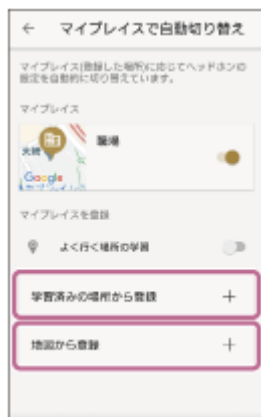 ← マイプレイスで自動切り替え
マイプレイス(登録した場所)に応じてヘッドホンの
設定を自動的に切り替えています。
マイプレイス
職場
大崎
Google
マイプレイスを登録
よく行く場所の学習
学習済みの場所から登録 +
地図から登録 +